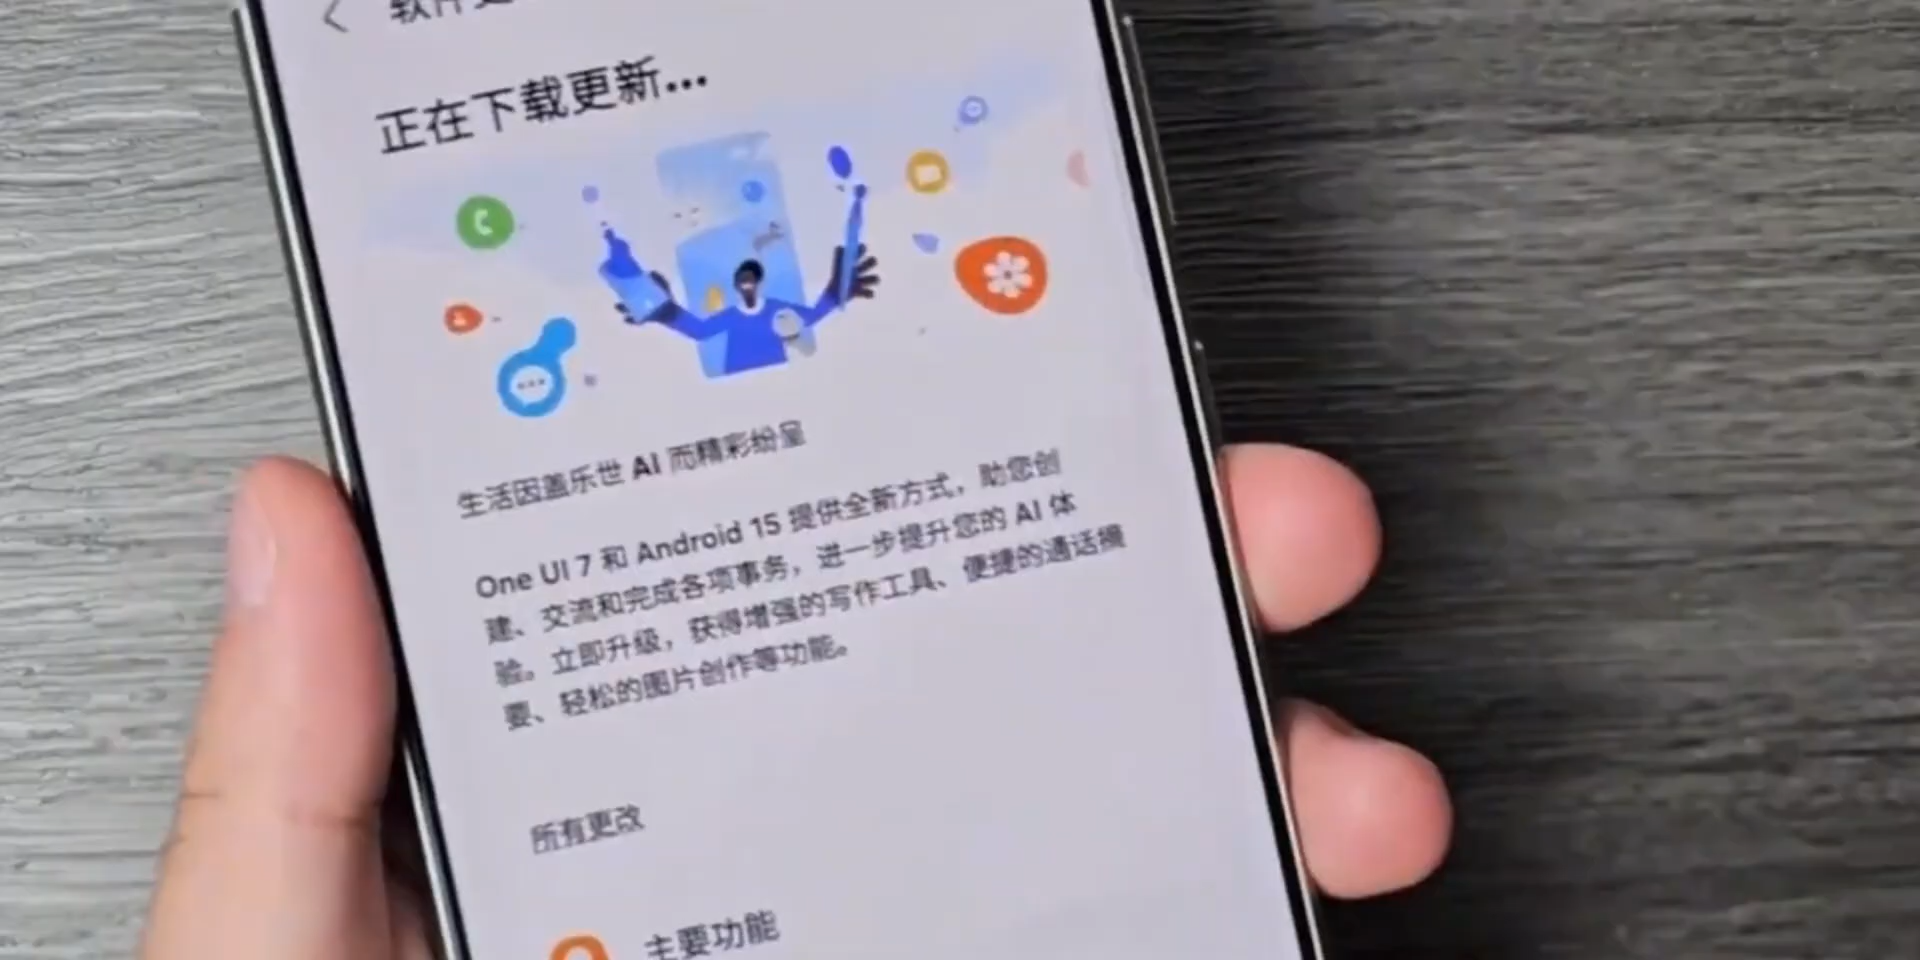 软件更
正在下载更新...
生活因盖乐世 AI 而精彩纷呈
One UI 7 和 Android 15 提供全新方式，助您创
建、交流和完成各项事务，进一步提升您的 AI 体
验。立即升级，获得增强的写作工具、便捷的通话摘
要、轻松的图片创作等功能。
所有更改
主要功能